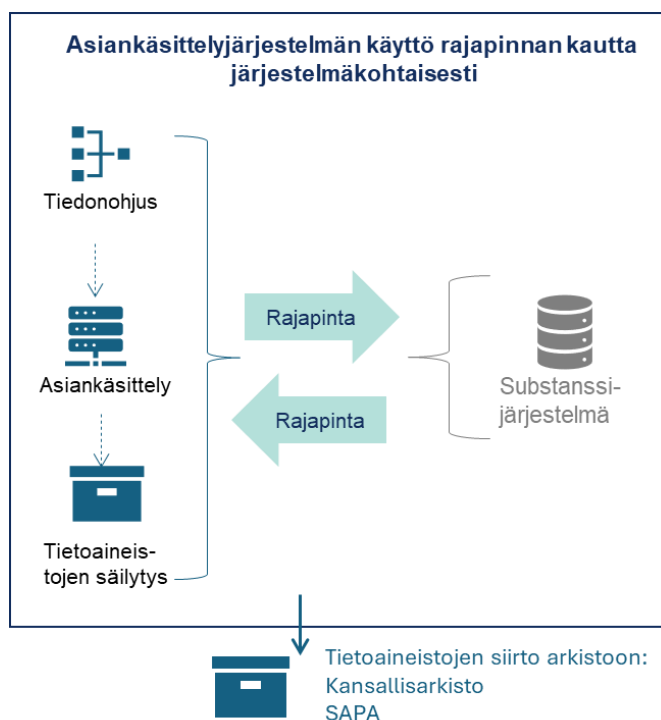 Asiankäsittelyjärjestelmän käyttö rajapinnan kautta
järjestelmäkohtaisesti
Tiedonohjus
Asiankäsittely
Tietoaineis-
tojen säilytys
Rajapinta
Rajapinta
Substanssi-
järjestelmä
Tietoaineistojen siirto arkistoon:
Kansallisarkisto
SAPA